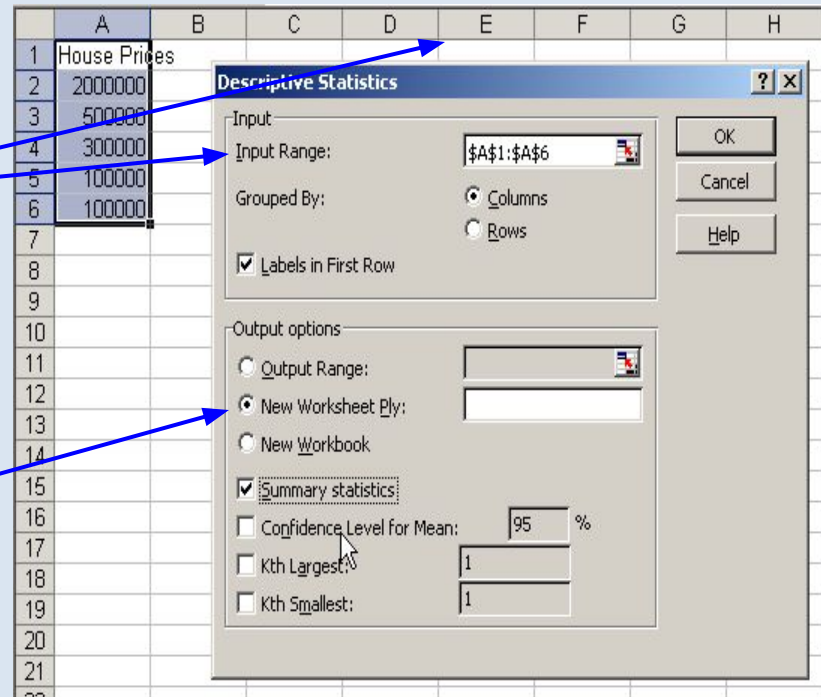 A B C D E F G H
1 House Prices
2 2000000
3 500000
4 300000
5 100000
6 100000
7
8
9
10
11
12
13
14
15
16
17
18
19
20
21
Descriptive Statistics ? X
Input
Input Range: $A$1:$A$6
Grouped By: Columns
Rows
Labels in First Row
OK
Cancel
Help
Output options
Output Range:
New Worksheet Ply:
New Workbook
Summary statistics
Confidence Level for Mean: 95 %
Kth Largest: 1
Kth Smallest: 1